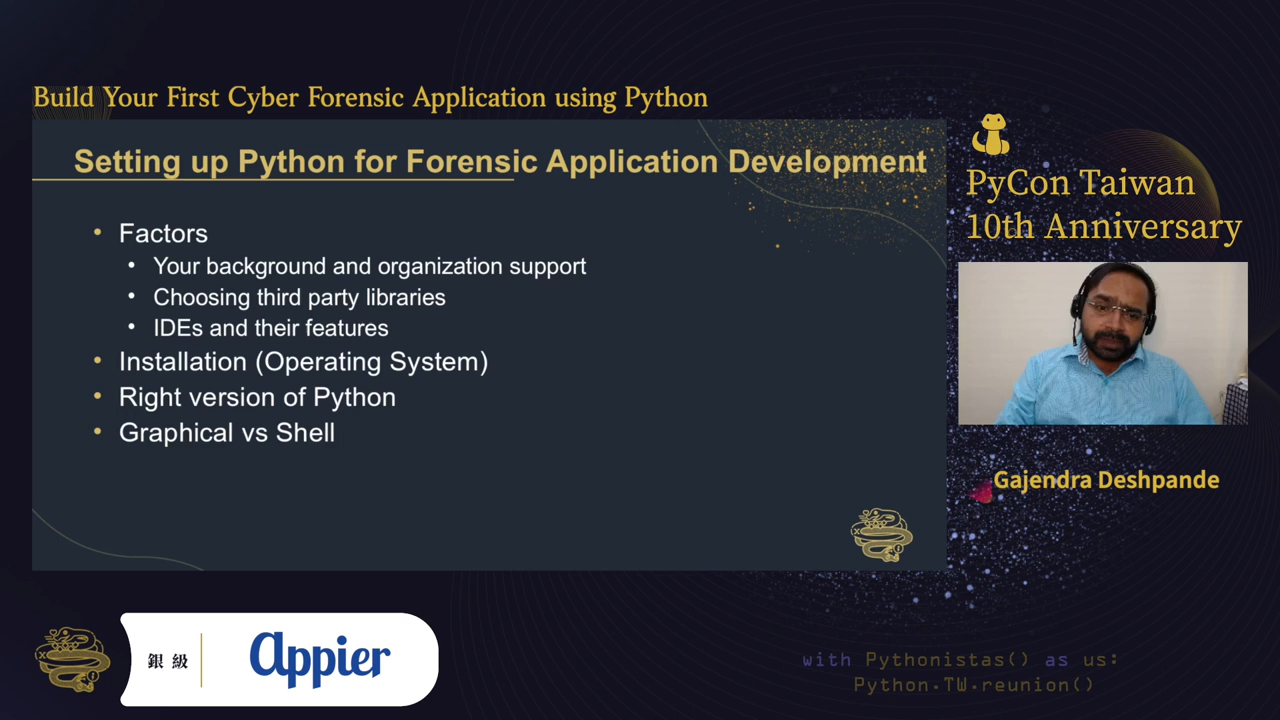 Build Your First Cyber Forensic Application using Python
Setting up Python for Forensic Application Development
• Factors
• Your background and organization support
• Choosing third party libraries
• IDEs and their features
• Installation (Operating System)
• Right version of Python
• Graphical vs Shell
PyCon Taiwan
10th Anniversary
Gajendra Deshpande
銀級
Appier
with Pythonistas() as us:
Python.TW.reunion()